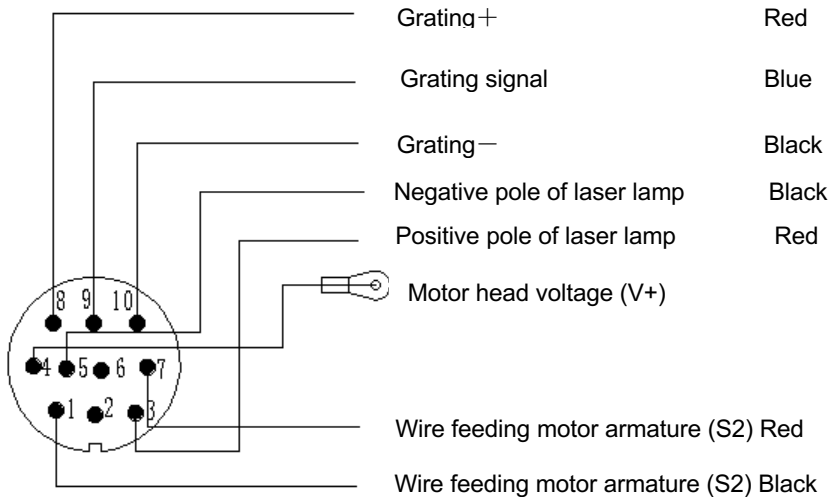 Grating＋ Red
Grating signal Blue
Grating－ Black
Negative pole of laser lamp Black
Positive pole of laser lamp Red
Motor head voltage (V+)
8 9 10
4 5 6 7
1 2 3
Wire feeding motor armature (S2) Red
Wire feeding motor armature (S2) Black